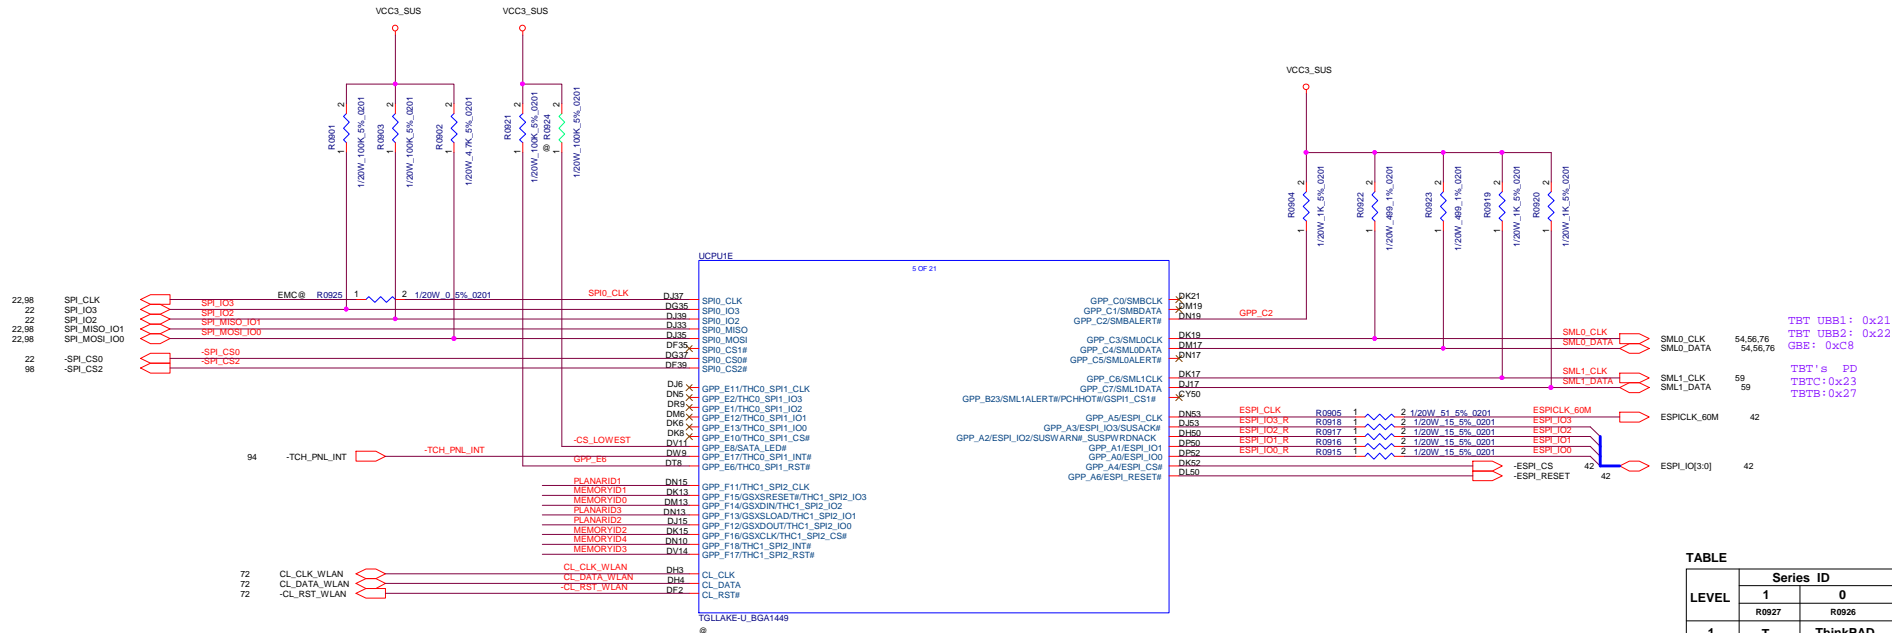 VCC3_SUS
VCC3_SUS
VCC3_SUS
R0901
1/20W_100K_5%_0201
R0903
1/20W_100K_5%_0201
R0902
1/20W_4.7K_5%_0201
R0921
1/20W_100K_5%_0201
R0924
@
1/20W_100K_5%_0201
R0904
1/20W_1K_5%_0201
R0922
1/20W_499_1%_0201
R0923
1/20W_499_1%_0201
R0919
1/20W_1K_5%_0201
R0920
1/20W_1K_5%_0201
UCPU1E
5 OF 21
22,98 SPI_CLK EMC@ R0925 1 2 1/20W_0_5%_0201 SPI0_CLK DJ37 SPI0_CLK
22 SPI_IO3 SPI_IO3 DG35 SPI0_IO3
22 SPI_IO2 SPI_IO2 DJ39 SPI0_IO2
22,98 SPI_MISO_IO1 SPI_MISO_IO1 DJ33 SPI0_MISO
22,98 SPI_MOSI_IO0 SPI_MOSI_IO0 DJ35 SPI0_MOSI
DF35 SPI0_CS1#
22 -SPI_CS0 -SPI_CS0 DG37 SPI0_CS0#
98 -SPI_CS2 -SPI_CS2 DF39 SPI0_CS2#
DJ6 GPP_E11/THC0_SPI1_CLK
DN5 GPP_E2/THC0_SPI1_IO3
DR9 GPP_E1/THC0_SPI1_IO2
DM6 GPP_E12/THC0_SPI1_IO1
DK6 GPP_E13/THC0_SPI1_IO0
DK8 GPP_E10/THC0_SPI1_CS#
-CS_LOWEST DV11 GPP_E8/SATA_LED#
94 -TCH_PNL_INT -TCH_PNL_INT DW9 GPP_E17/THC0_SPI1_INT#
GPP_E6 DT8 GPP_E6/THC0_SPI1_RST#
PLANARID1 DN15 GPP_F11/THC1_SPI2_CLK
MEMORYID1 DK13 GPP_F15/GSXSRESET#/THC1_SPI2_IO3
MEMORYID0 DM13 GPP_F14/GSXDIN/THC1_SPI2_IO2
PLANARID3 DN13 GPP_F13/GSXSLOAD/THC1_SPI2_IO1
PLANARID2 DJ15 GPP_F12/GSXDOUT/THC1_SPI2_IO0
MEMORYID2 DK15 GPP_F16/GSXCLK/THC1_SPI2_CS#
MEMORYID4 DN10 GPP_F18/THC1_SPI2_INT#
MEMORYID3 DV14 GPP_F17/THC1_SPI2_RST#
72 CL_CLK_WLAN CL_CLK_WLAN DH3 CL_CLK
72 CL_DATA_WLAN CL_DATA_WLAN DH4 CL_DATA
72 -CL_RST_WLAN -CL_RST_WLAN DF2 CL_RST#
TGLLAKE-U_BGA1449
@
GPP_C0/SMBCLK DK21
GPP_C1/SMBDATA DM19
GPP_C2/SMBALERT# DN19 GPP_C2
GPP_C3/SML0CLK DK19 SML0_CLK SML0_CLK 54,56,76
GPP_C4/SML0DATA DM17 SML0_DATA SML0_DATA 54,56,76
GPP_C5/SML0ALERT# DN17
GPP_C6/SML1CLK DK17 SML1_CLK SML1_CLK 59
GPP_C7/SML1DATA DJ17 SML1_DATA SML1_DATA 59
GPP_B23/SML1ALERT#/PCHHOT#/GSPI1_CS1# CY50
GPP_A5/ESPI_CLK DN53 ESPI_CLK R0905 1 2 1/20W_51_5%_0201 ESPICLK_60M ESPICLK_60M 42
GPP_A3/ESPI_IO3/SUSACK# DJ53 ESPI_IO3_R R0918 1 2 1/20W_15_5%_0201 ESPI_IO3
GPP_A2/ESPI_IO2/SUSWARN#_SUSPWRDNACK DH50 ESPI_IO2_R R0917 1 2 1/20W_15_5%_0201 ESPI_IO2
GPP_A1/ESPI_IO1 DP50 ESPI_IO1_R R0916 1 2 1/20W_15_5%_0201 ESPI_IO1
GPP_A0/ESPI_IO0 DP52 ESPI_IO0_R R0915 1 2 1/20W_15_5%_0201 ESPI_IO0
GPP_A4/ESPI_CS# DK52 -ESPI_CS 42 ESPI_IO[3:0] 42
GPP_A6/ESPI_RESET# DL50 -ESPI_RESET 42
TBT UBB1: 0x21
TBT UBB2: 0x22
GBE: 0xC8
TBT's PD
TBTC:0x23
TBTB:0x27
TABLE
LEVEL Series ID
1 0
R0927 R0926
1 T ThinkPAD